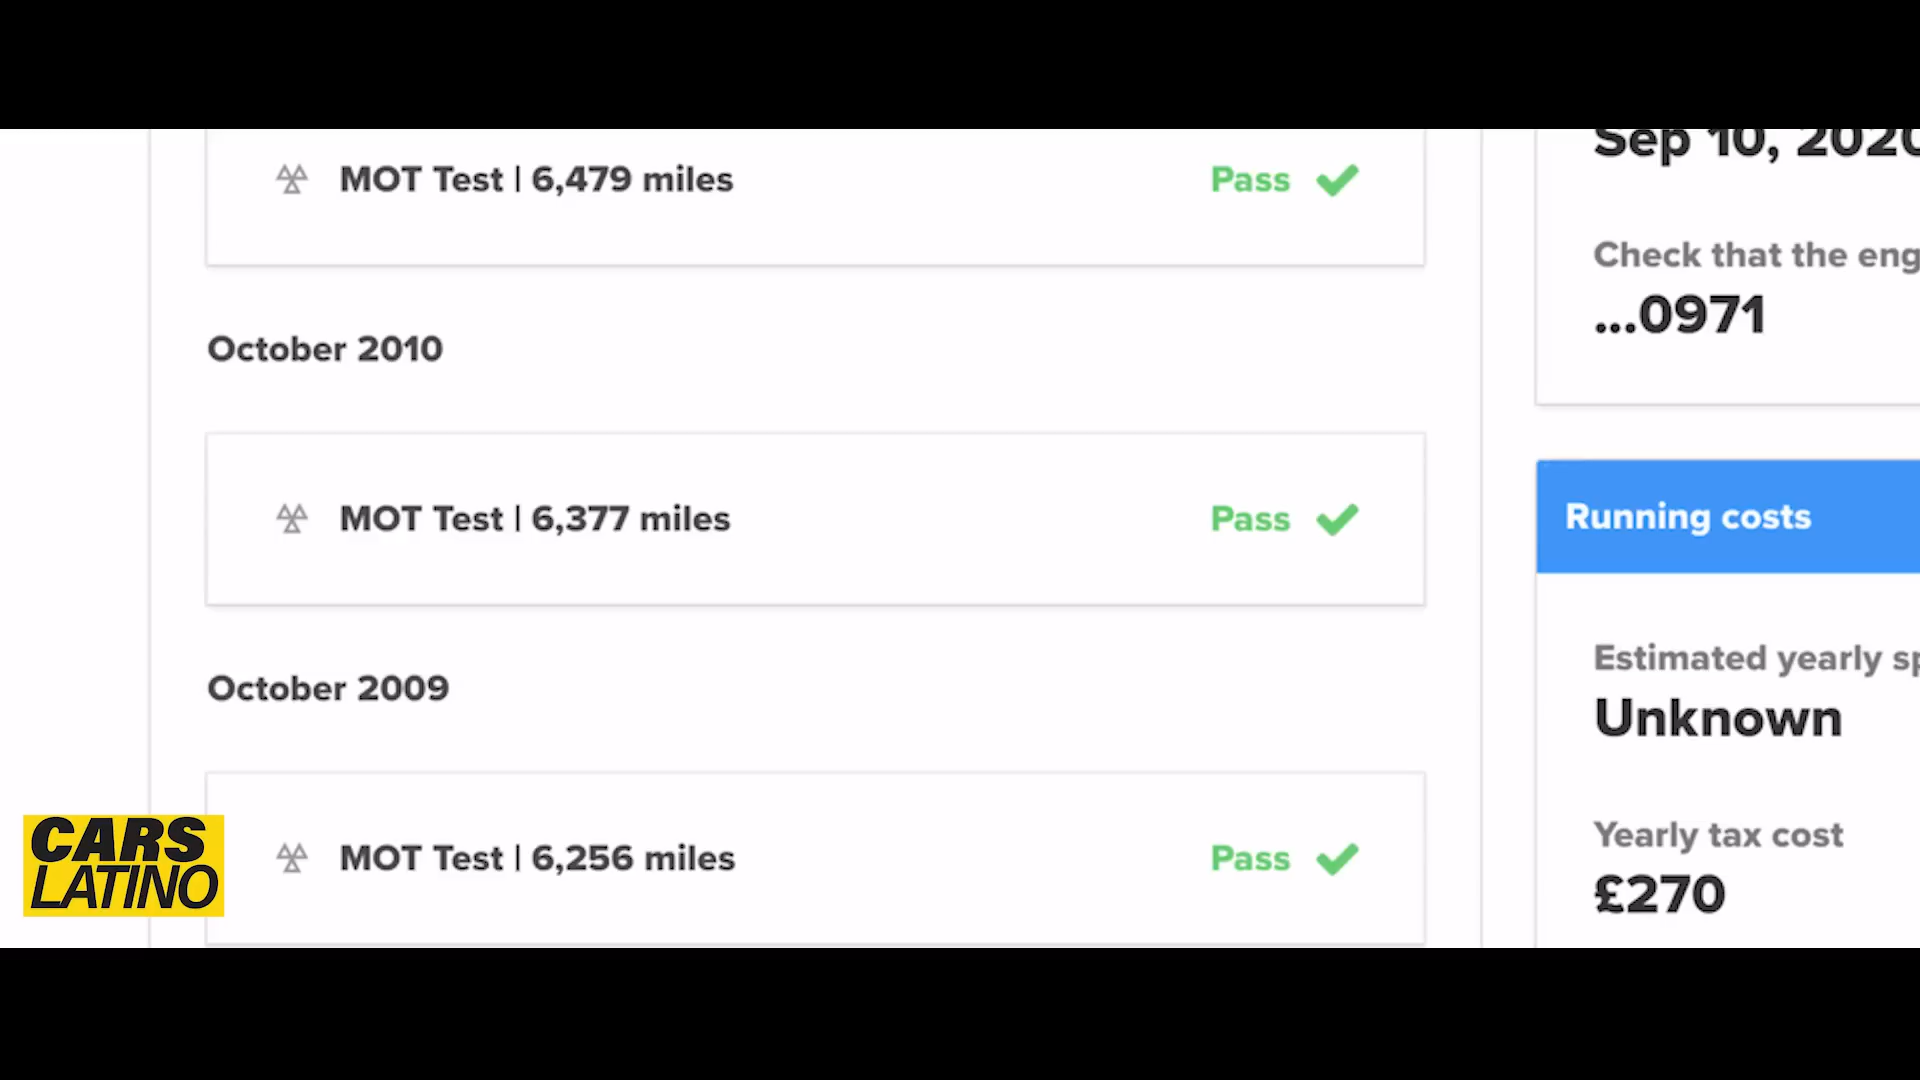 MOT Test | 6,479 miles
Pass
October 2010
MOT Test | 6,377 miles
Pass
October 2009
MOT Test | 6,256 miles
Pass
Sep 10, 2020
Check that the eng
...0971
Running costs
Estimated yearly sp
Unknown
Yearly tax cost
£270
CARS
LATINO